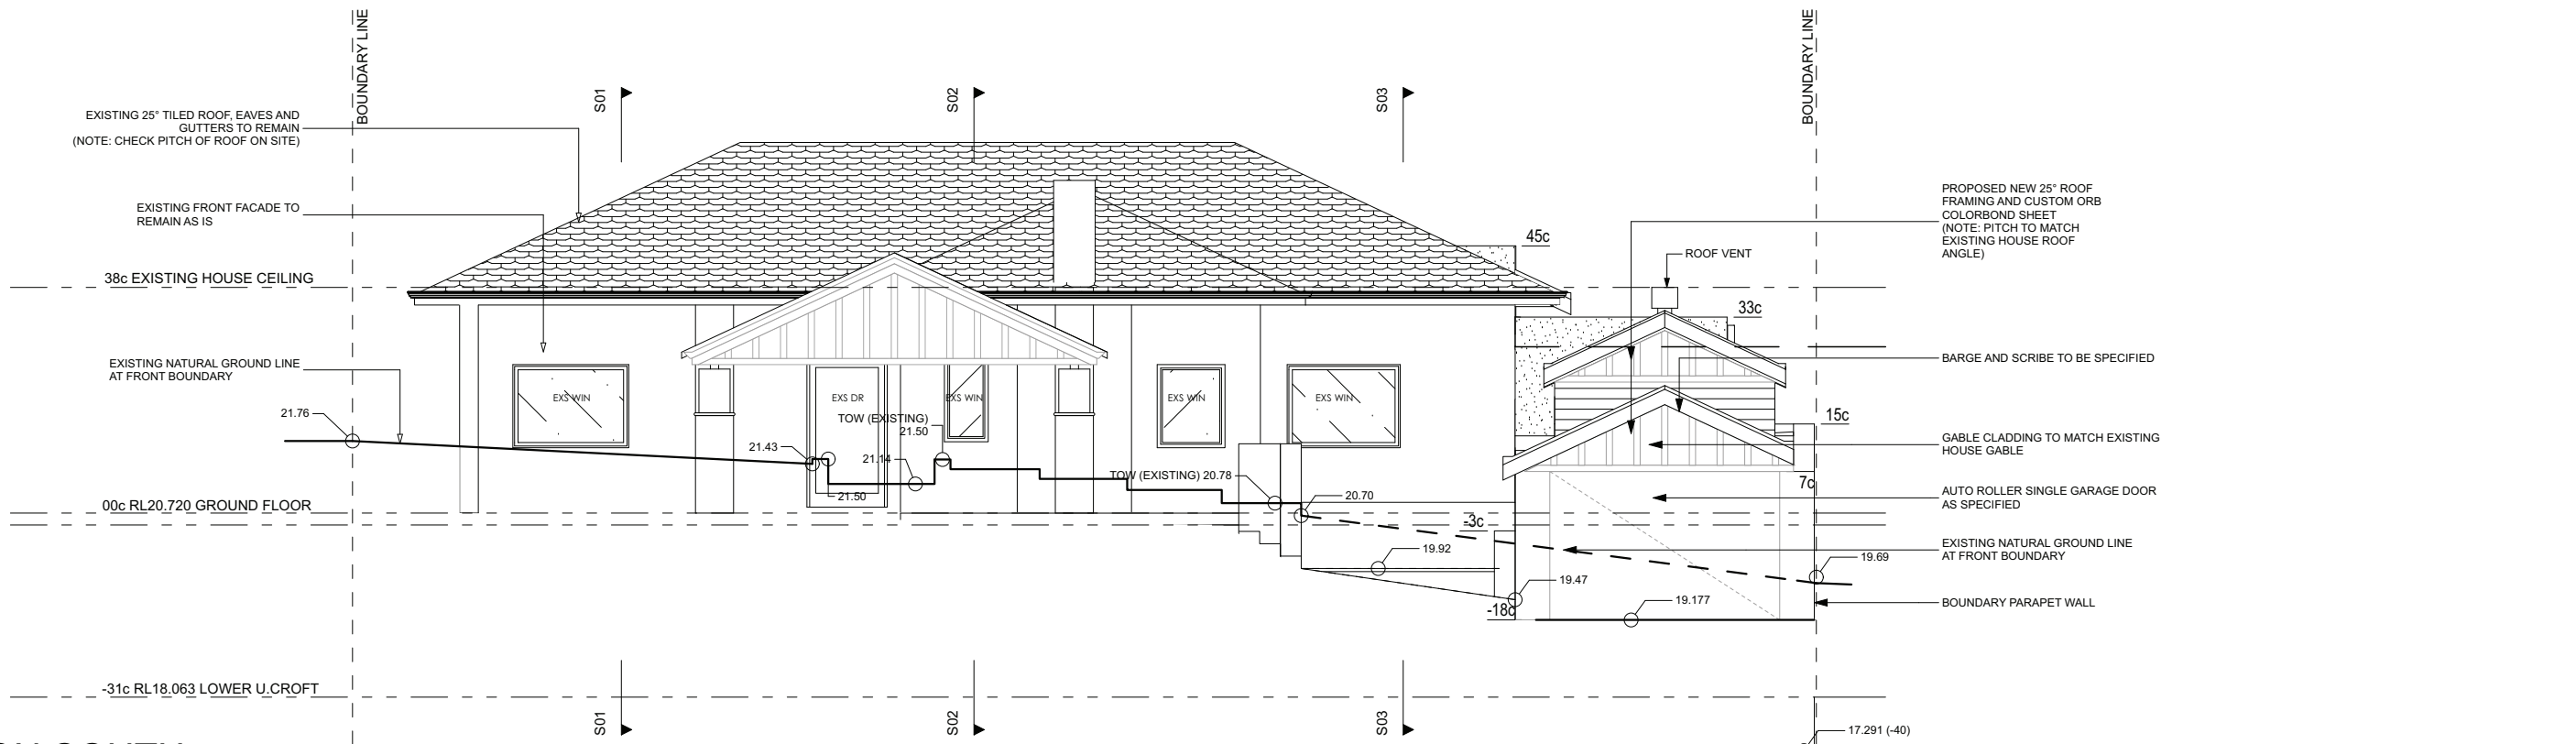 BOUNDARY LINE
BOUNDARY LINE
S01
S02
S03
EXISTING 25° TILED ROOF, EAVES AND
GUTTERS TO REMAIN
(NOTE: CHECK PITCH OF ROOF ON SITE)
EXISTING FRONT FACADE TO
REMAIN AS IS
38c EXISTING HOUSE CEILING
EXISTING NATURAL GROUND LINE
AT FRONT BOUNDARY
21.76
00c RL20.720 GROUND FLOOR
-31c RL18.063 LOWER U.CROFT
EXS WIN
EXS DR
EXS WIN
EXS WIN
EXS WIN
TOW (EXISTING)
21.50
21.43
21.14
21.50
TOW (EXISTING) 20.78
20.70
19.92
-3c
19.47
-18c
19.177
45c
33c
15c
7c
ROOF VENT
PROPOSED NEW 25° ROOF
FRAMING AND CUSTOM ORB
COLORBOND SHEET
(NOTE: PITCH TO MATCH
EXISTING HOUSE ROOF
ANGLE)
BARGE AND SCRIBE TO BE SPECIFIED
GABLE CLADDING TO MATCH EXISTING
HOUSE GABLE
AUTO ROLLER SINGLE GARAGE DOOR
AS SPECIFIED
EXISTING NATURAL GROUND LINE
AT FRONT BOUNDARY
19.69
BOUNDARY PARAPET WALL
S01
S02
S03
17.291 (-40)